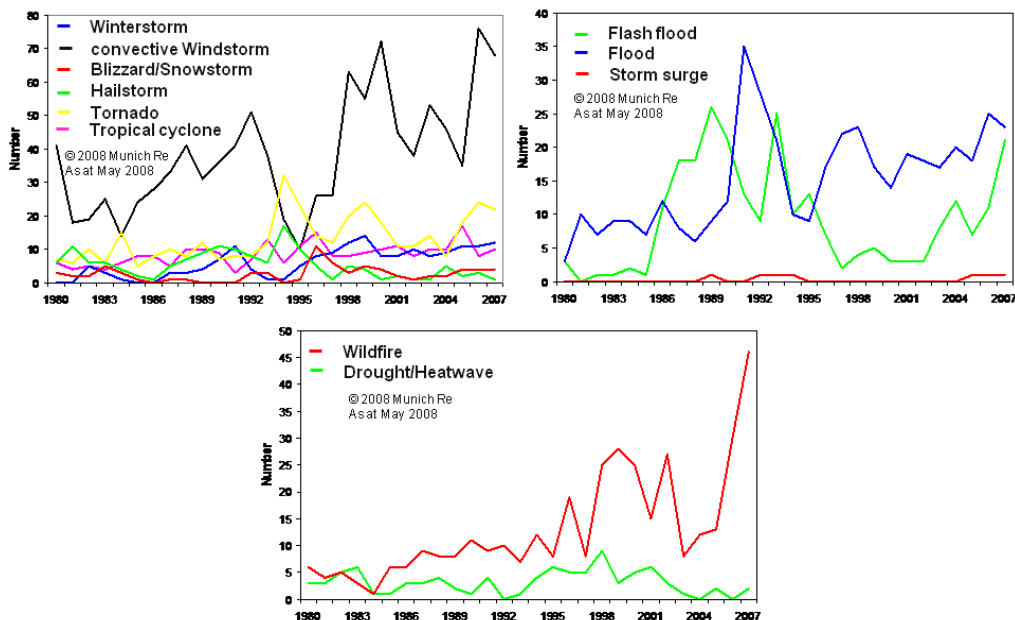 80
70
60
50
40
30
20
10
0
Number
Winterstorm
convective Windstorm
Blizzard/Snowstorm
Hailstorm
Tornado
Tropical cyclone
© 2008 Munich Re
As at May 2008
1980 1983 1986 1989 1992 1995 1998 2001 2004 2007
40
35
30
25
20
15
10
5
0
Number
Flash flood
Flood
Storm surge
© 2008 Munich Re
As at May 2008
1980 1983 1986 1989 1992 1995 1998 2001 2004 2007
50
45
40
35
30
25
20
15
10
5
0
Number
Wildfire
Drought/Heatwave
© 2008 Munich Re
As at May 2008
1980 1983 1986 1989 1992 1995 1998 2001 2004 2007